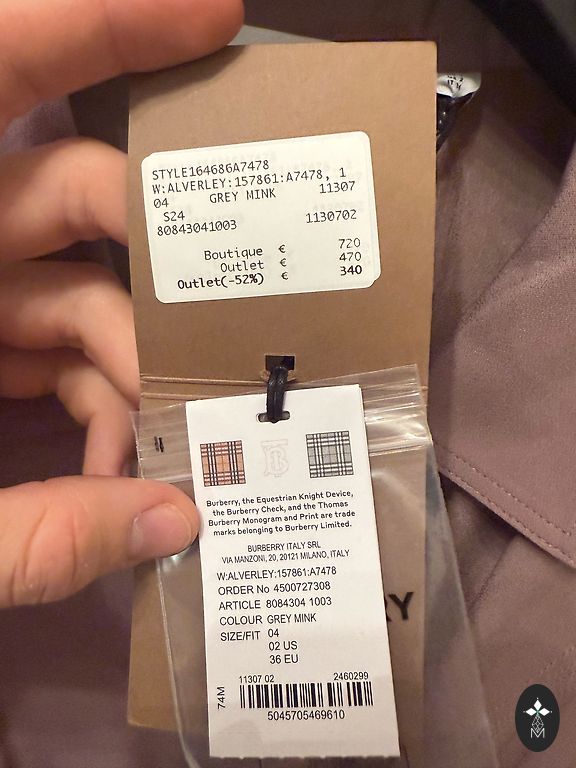 STYLE164686A7478
W:ALVERLEY:157861:A7478, 1
04 GREY MINK 11307
S24 1130702
80843041003
Boutique € 720
Outlet € 470
Outlet(-52%) € 340
Burberry, the Equestrian Knight Device,
the Burberry Check, and the Thomas
Burberry Monogram and Print are trade
marks belonging to Burberry Limited.
BURBERRY ITALY SRL
VIA MANZONI, 20, 20121 MILANO, ITALY
W:ALVERLEY:157861:A7478
ORDER No 4500727308
ARTICLE 8084304 1003
COLOUR GREY MINK
SIZE/FIT 04
02 US
36 EU
RY
11307 02 2460299
74M
5045705469610
M